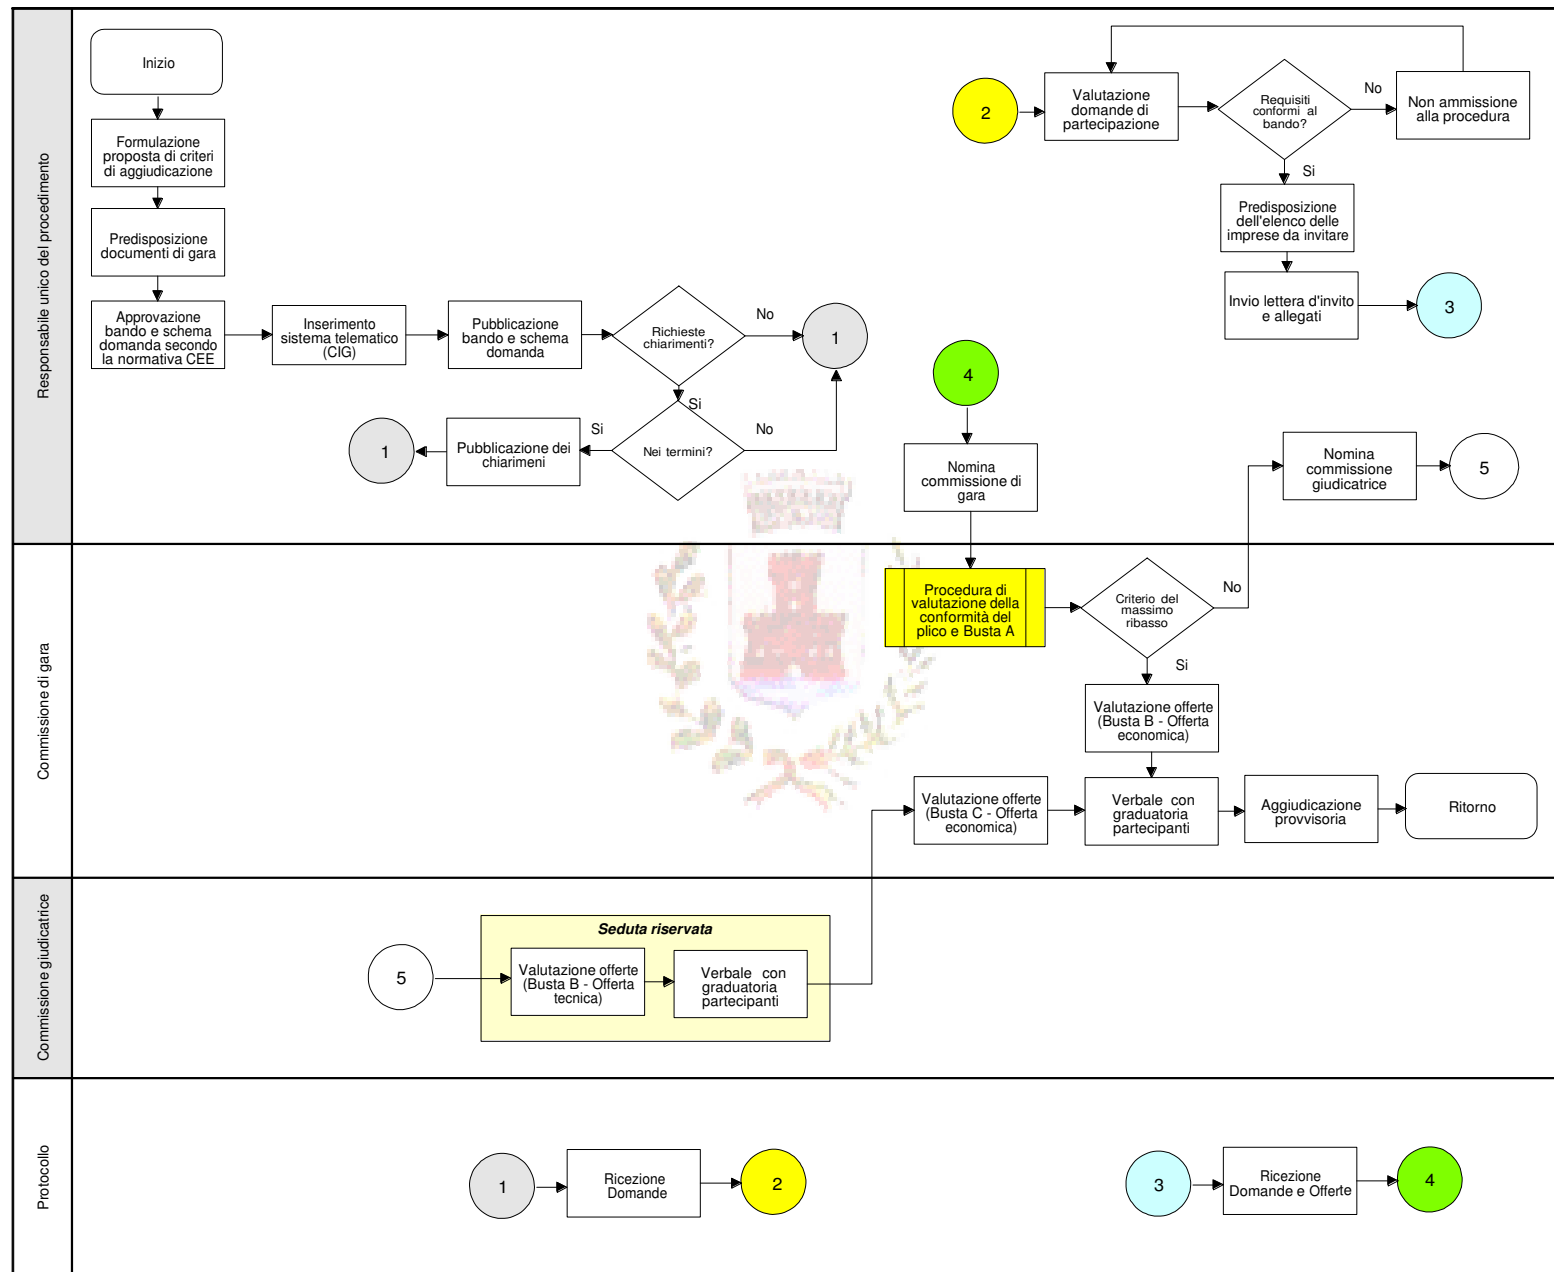 Responsabile unico del procedimento
Inizio
Formulazione
proposta di criteri
di aggiudicazione
Predisposizione
documenti di gara
Approvazione
bando e schema
domanda secondo
la normativa CEE
Inserimento
sistema telematico
(CIG)
Pubblicazione
bando e schema
domanda
Richieste
chiarimenti?
No
1
Si
Nei termini?
No
Si
Pubblicazione dei
chiarimeni
1
2
Valutazione
domande di
partecipazione
Requisiti
conformi al
bando?
No
Non ammissione
alla procedura
Si
Predisposizione
dell'elenco delle
imprese da invitare
Invio lettera d'invito
e allegati
3
4
Nomina
commissione di
gara
Nomina
commissione
giudicatrice
5
Commissione di gara
Procedura di
valutazione della
conformità del
plico e Busta A
Criterio del
massimo
ribasso
No
Si
Valutazione offerte
(Busta B - Offerta
economica)
Valutazione offerte
(Busta C - Offerta
economica)
Verbale con
graduatoria
partecipanti
Aggiudicazione
provvisoria
Ritorno
Commissione giudicatrice
Seduta riservata
5
Valutazione offerte
(Busta B - Offerta
tecnica)
Verbale con
graduatoria
partecipanti
Protocollo
1
Ricezione
Domande
2
3
Ricezione
Domande e Offerte
4